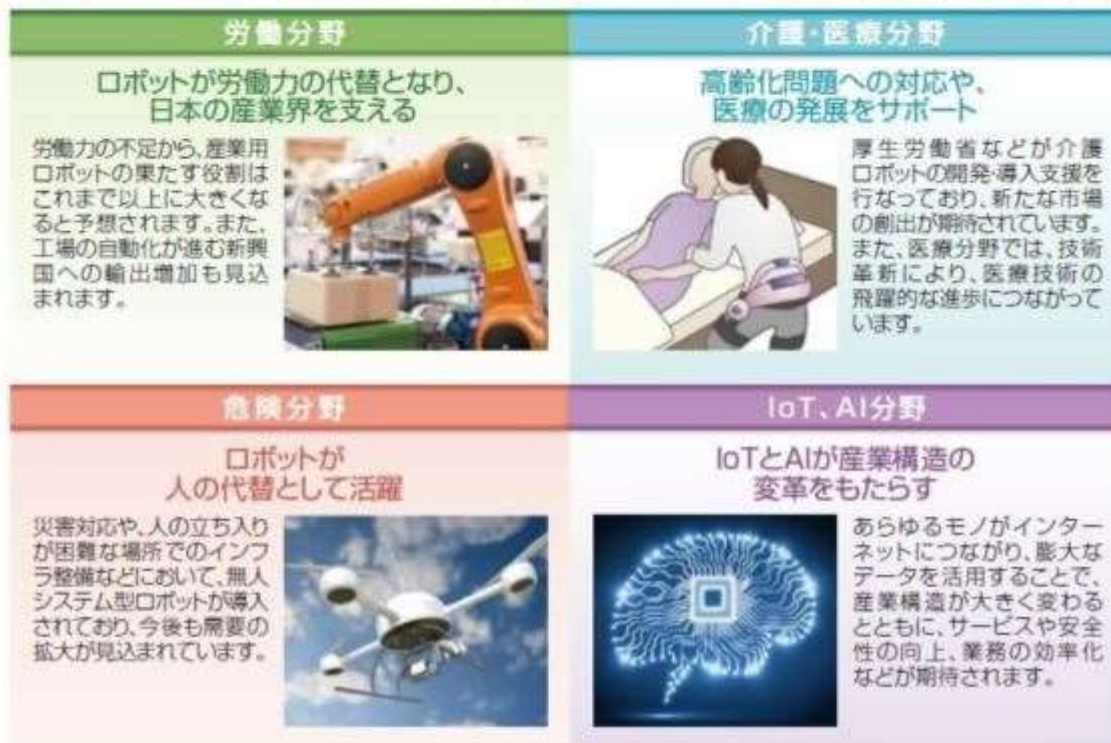 労働分野
ロボットが労働力の代替となり、
日本の産業界を支える
労働力の不足から、産業用
ロボットの果たす役割は
これまで以上に大きくな
ると予想されます。また、
工場の自動化が進む新興
国への輸出増加も見込
まれます。
介護・医療分野
高齢化問題への対応や、
医療の発展をサポート
厚生労働省などが介護
ロボットの開発・導入支援を
行なっており、新たな市場
の創出が期待されています。
また、医療分野では、技術
革新により、医療技術の
飛躍的な進歩につながって
います。
危険分野
ロボットが
人の代替として活躍
災害対応や、人の立ち入り
が困難な場所でのインフ
ラ整備などにおいて、無人
システム型ロボットが導入
されており、今後も需要の
拡大が見込まれています。
IoT、AI分野
IoTとAIが産業構造の
変革をもたらす
あらゆるモノがインター
ネットにつながり、膨大な
データを活用することで、
産業構造が大きく変わる
とともに、サービスや安全
性の向上、業務の効率化
などが期待されます。